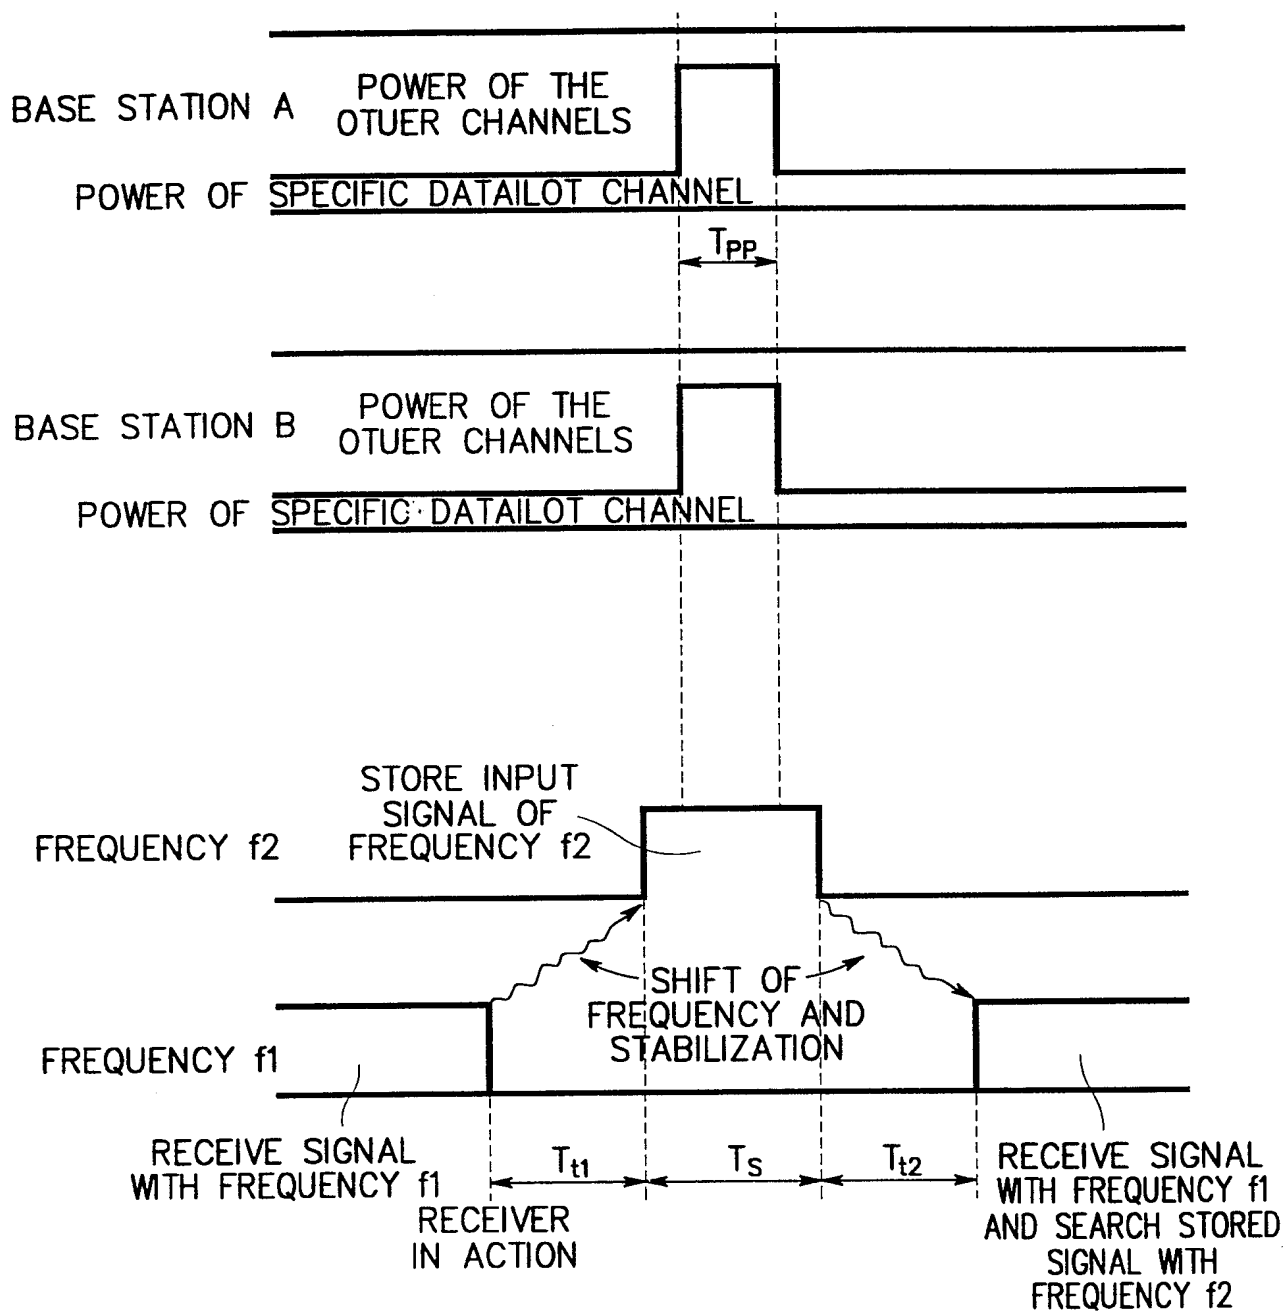 BASE STATION A
POWER OF THE
OTUER CHANNELS
POWER OF SPECIFIC DATAILOT CHANNEL
TPP
BASE STATION B
POWER OF THE
OTUER CHANNELS
POWER OF SPECIFIC DATAILOT CHANNEL
STORE INPUT
SIGNAL OF
FREQUENCY f2
FREQUENCY f2
SHIFT OF
FREQUENCY AND
STABILIZATION
FREQUENCY f1
RECEIVE SIGNAL
WITH FREQUENCY f1
Tt1
TS
Tt2
RECEIVER
IN ACTION
RECEIVE SIGNAL
WITH FREQUENCY f1
AND SEARCH STORED
SIGNAL WITH
FREQUENCY f2